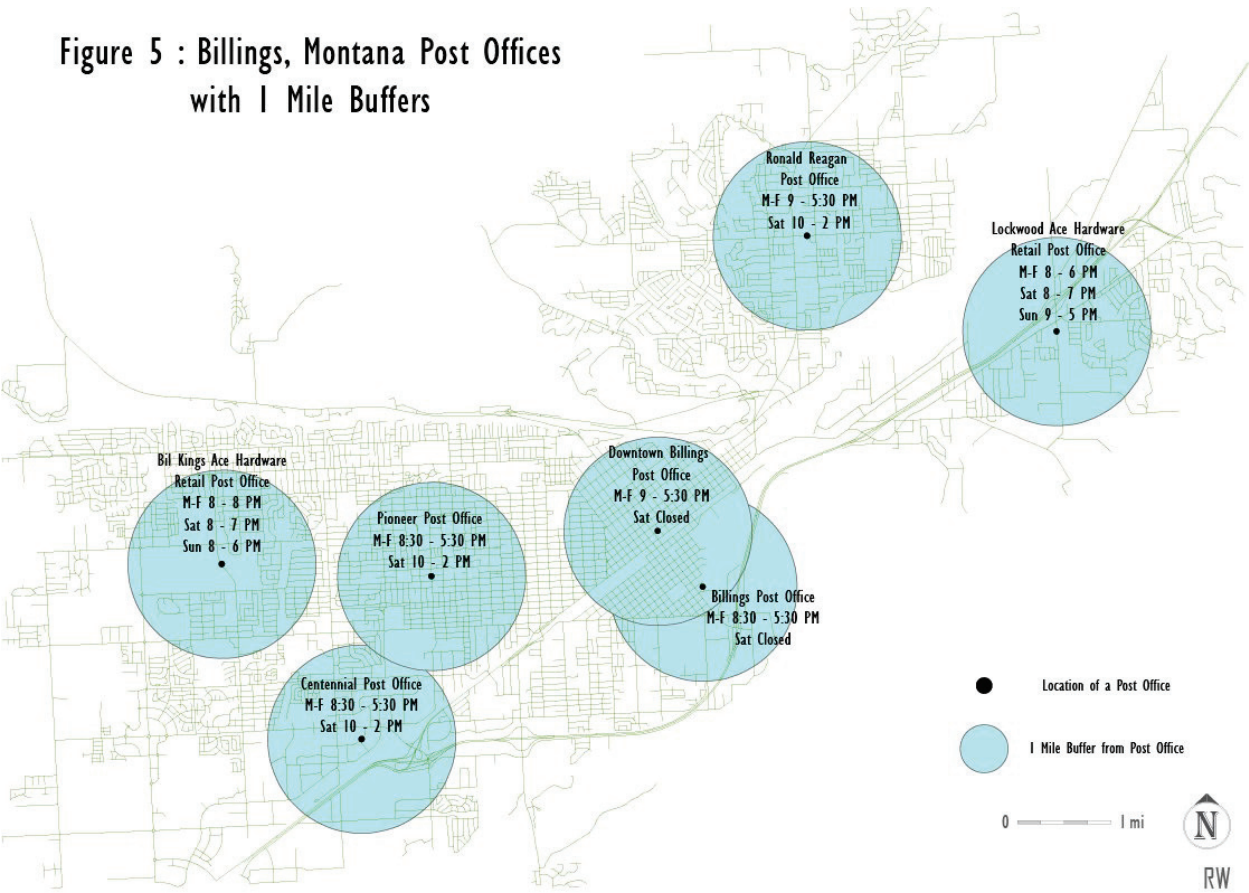 Figure 5 : Billings, Montana Post Offices
with 1 Mile Buffers
Ronald Reagan
Post Office
M-F 9 - 5:30 PM
Sat 10 - 2 PM
Lockwood Ace Hardware
Retail Post Office
M-F 8 - 6 PM
Sat 8 - 7 PM
Sun 9 - 5 PM
Bil Kings Ace Hardware
Retail Post Office
M-F 8 - 8 PM
Sat 8 - 7 PM
Sun 8 - 6 PM
Pioneer Post Office
M-F 8:30 - 5:30 PM
Sat 10 - 2 PM
Downtown Billings
Post Office
M-F 9 - 5:30 PM
Sat Closed
Billings Post Office
M-F 8:30 - 5:30 PM
Sat Closed
Centennial Post Office
M-F 8:30 - 5:30 PM
Sat 10 - 2 PM
Location of a Post Office
1 Mile Buffer from Post Office
0 1 mi
N
RW